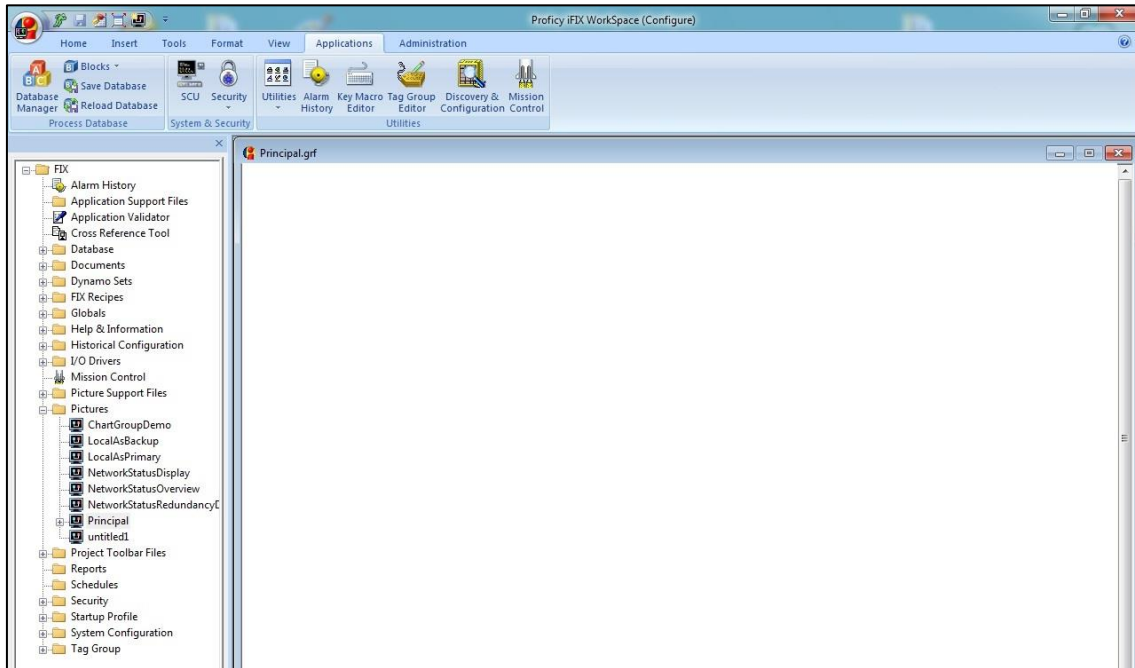 Proficy iFIX WorkSpace (Configure)
Home Insert Tools Format View Applications Administration
Database Manager
Blocks
Save Database
Reload Database
SCU
Security
Utilities
Alarm History
Key Macro Editor
Tag Group Editor
Discovery & Configuration
Mission Control
Process Database
System & Security
Utilities
FIX
Alarm History
Application Support Files
Application Validator
Cross Reference Tool
Database
Documents
Dynamo Sets
FIX Recipes
Globals
Help & Information
Historical Configuration
I/O Drivers
Mission Control
Picture Support Files
Pictures
ChartGroupDemo
LocalAsBackup
LocalAsPrimary
NetworkStatusDisplay
NetworkStatusOverview
NetworkStatusRedundancyD
Principal
untitled1
Project Toolbar Files
Reports
Schedules
Security
Startup Profile
System Configuration
Tag Group
Principal.grf